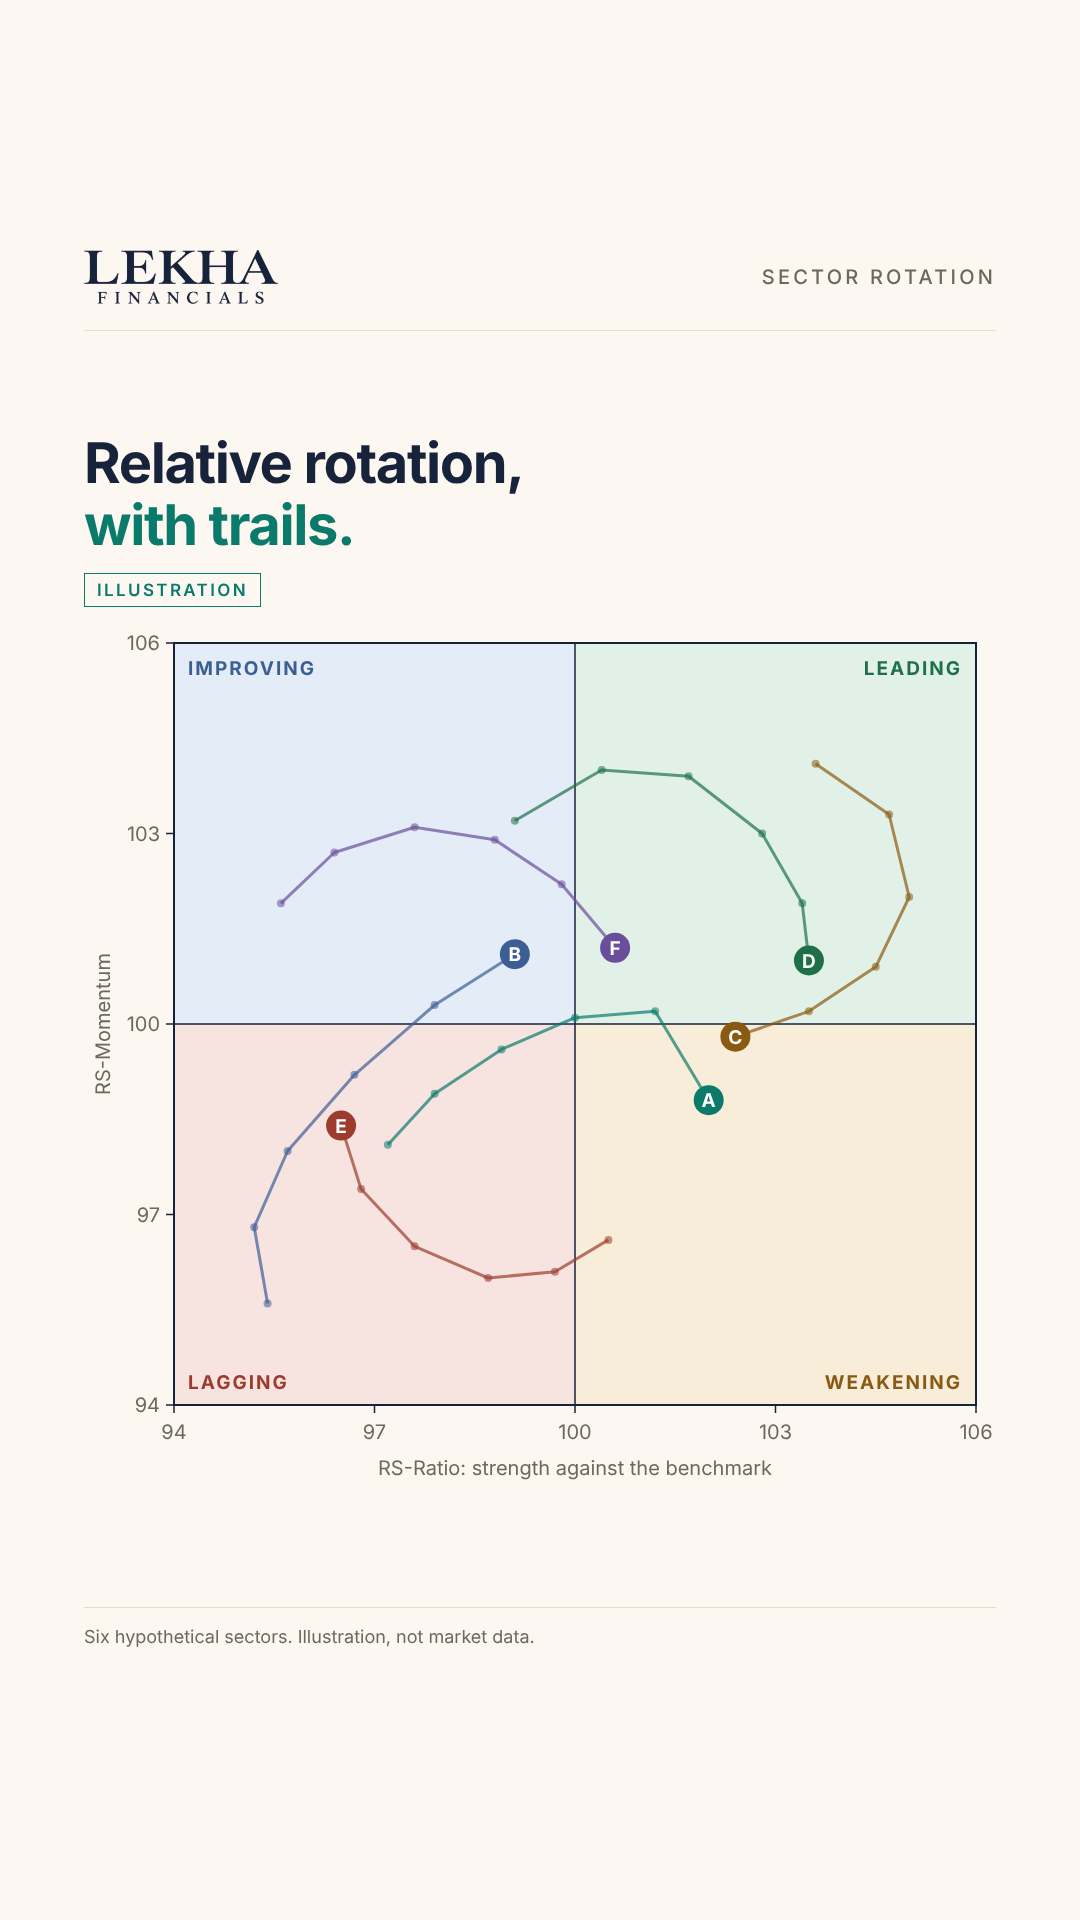 LEKHA
FINANCIALS
SECTOR ROTATION
Relative rotation,
with trails.
ILLUSTRATION
106
IMPROVING
LEADING
103
B
F
D
RS-Momentum
100
C
A
E
97
LAGGING
WEAKENING
94
94
97
100
103
106
RS-Ratio: strength against the benchmark
Six hypothetical sectors. Illustration, not market data.